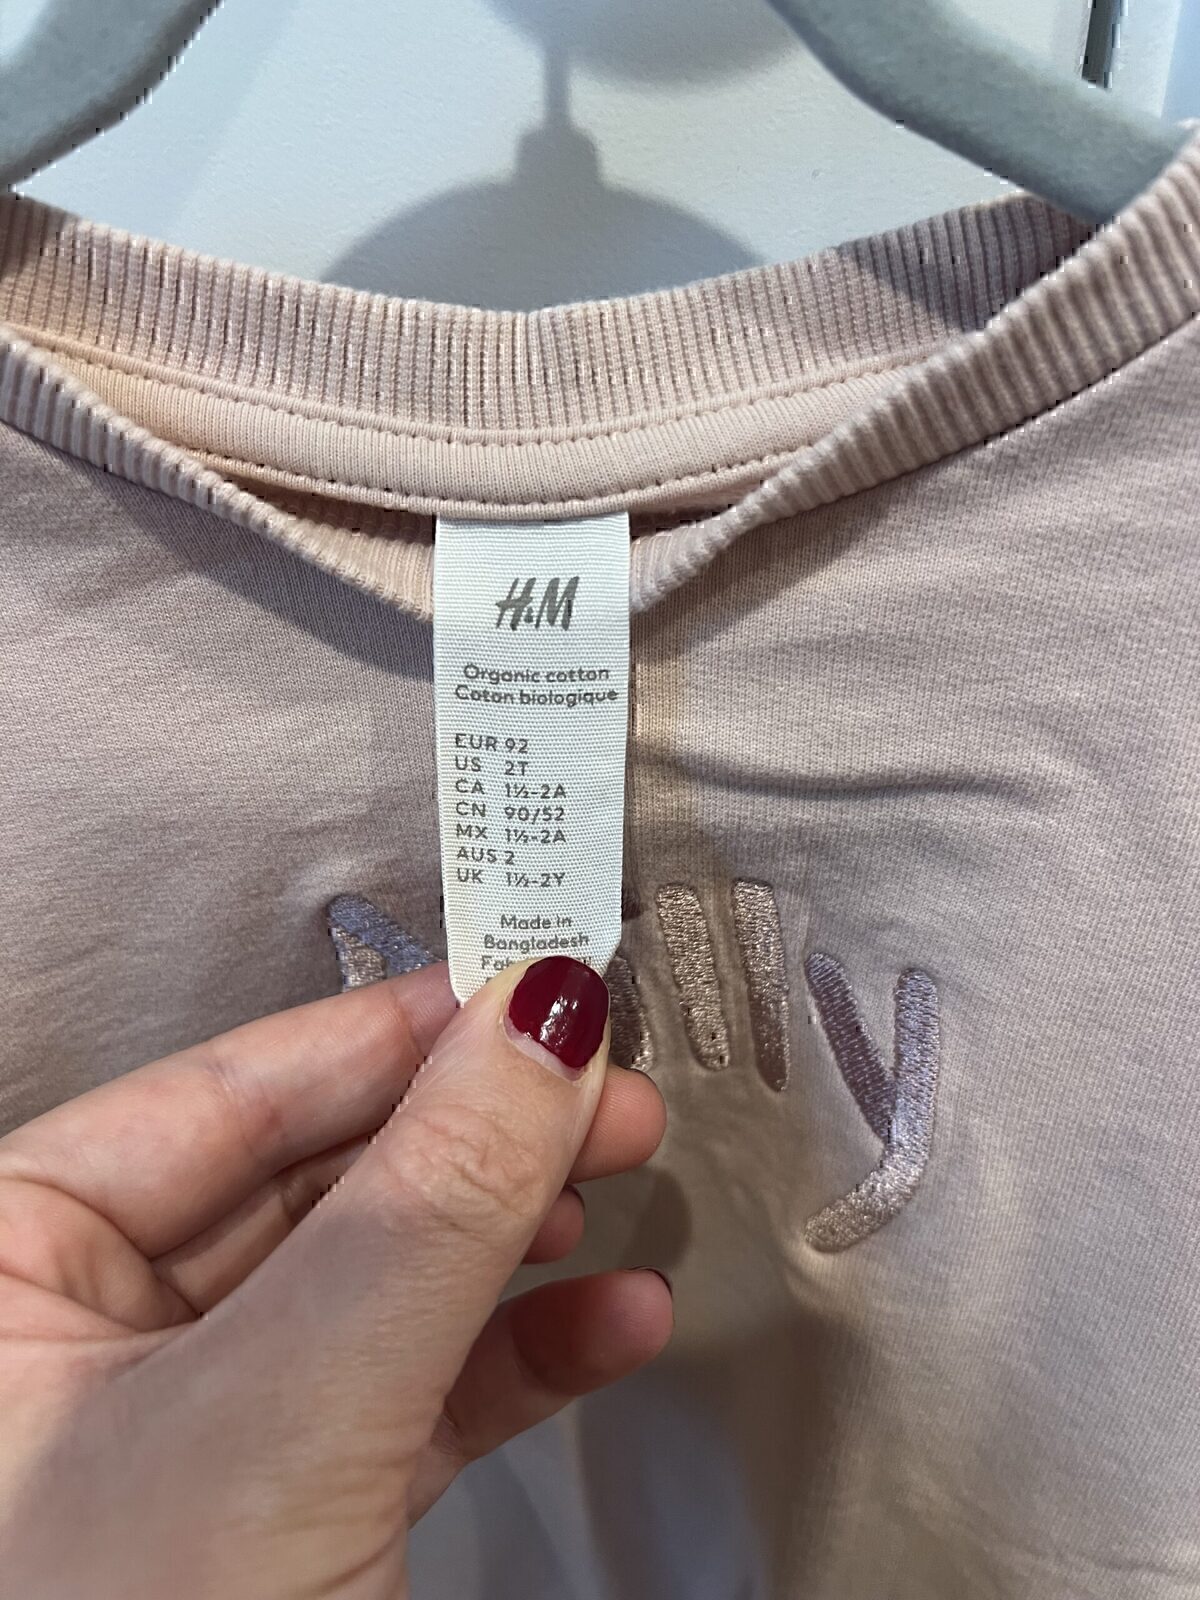 H&M
Organic cotton
Coton biologique
EUR 92
US 2T
CA 1½-2A
CN 90/52
MX 1½-2A
AUS 2
UK 1½-2Y
Made in
Bangladesh
lly